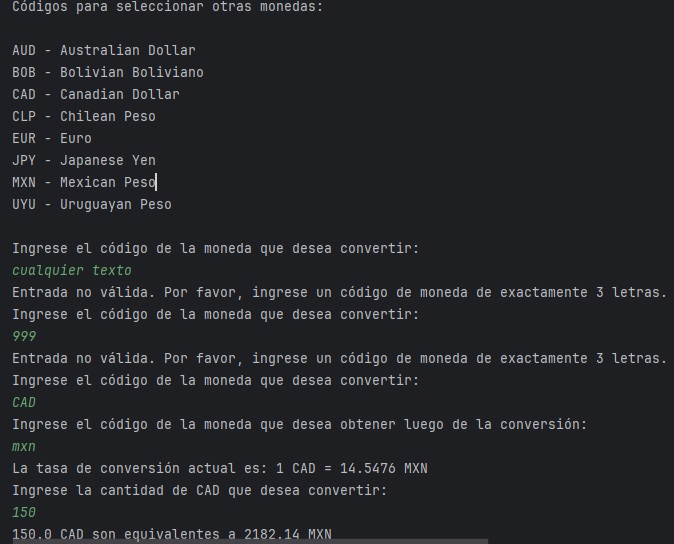 Códigos para seleccionar otras monedas:
AUD - Australian Dollar
BOB - Bolivian Boliviano
CAD - Canadian Dollar
CLP - Chilean Peso
EUR - Euro
JPY - Japanese Yen
MXN - Mexican Peso
UYU - Uruguayan Peso
Ingrese el código de la moneda que desea convertir:
cualquier texto
Entrada no válida. Por favor, ingrese un código de moneda de exactamente 3 letras.
Ingrese el código de la moneda que desea convertir:
999
Entrada no válida. Por favor, ingrese un código de moneda de exactamente 3 letras.
Ingrese el código de la moneda que desea convertir:
CAD
Ingrese el código de la moneda que desea obtener luego de la conversión:
mxn
La tasa de conversión actual es: 1 CAD = 14.5476 MXN
Ingrese la cantidad de CAD que desea convertir:
150
150.0 CAD son equivalentes a 2182.14 MXN